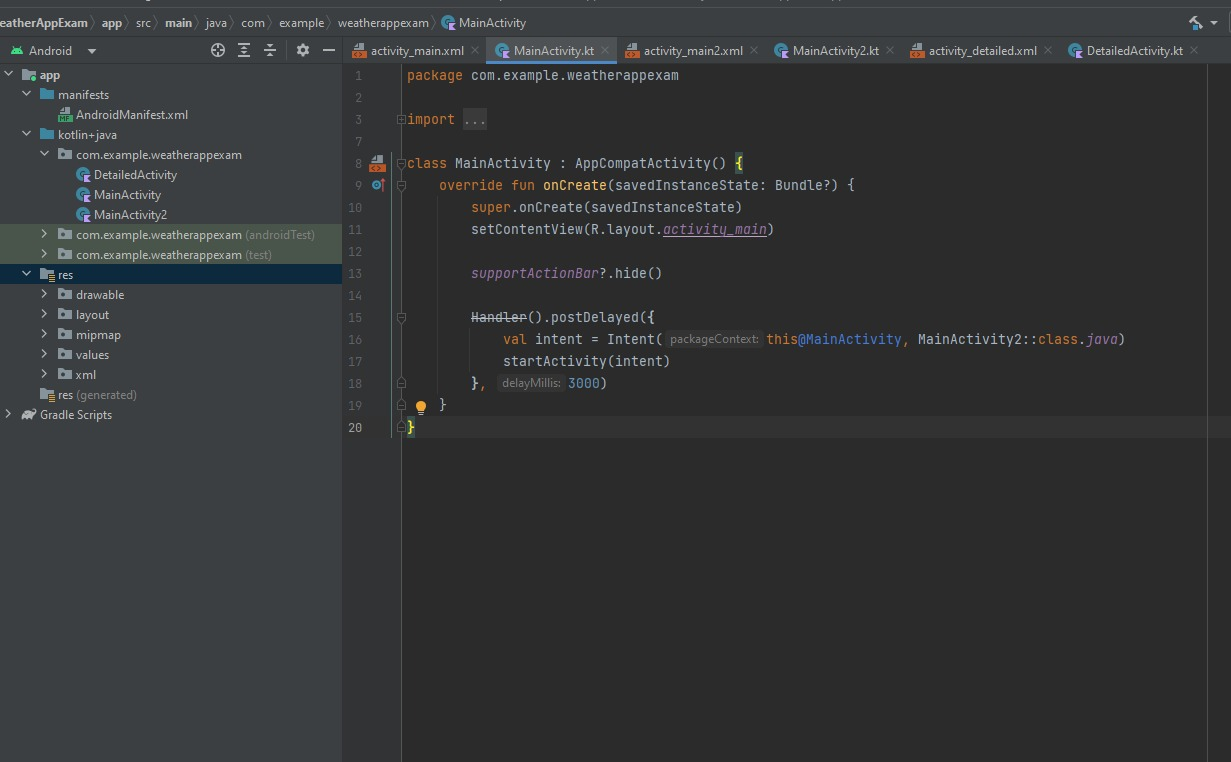 eatherAppExam app src main java com example weatherappexam MainActivity
Android
activity_main.xml MainActivity.kt activity_main2.xml MainActivity2.kt activity_detailed.xml DetailedActivity.kt
app
manifests
AndroidManifest.xml
kotlin+java
com.example.weatherappexam
DetailedActivity
MainActivity
MainActivity2
com.example.weatherappexam (androidTest)
com.example.weatherappexam (test)
res
drawable
layout
mipmap
values
xml
res (generated)
Gradle Scripts
1 package com.example.weatherappexam
2
3 import ...
7
8 class MainActivity : AppCompatActivity() {
9 override fun onCreate(savedInstanceState: Bundle?) {
10 super.onCreate(savedInstanceState)
11 setContentView(R.layout.activity_main)
12
13 supportActionBar?.hide()
14
15 Handler().postDelayed({
16 val intent = Intent( packageContext: this@MainActivity, MainActivity2::class.java)
17 startActivity(intent)
18 }, delayMillis: 3000)
19 }
20 }